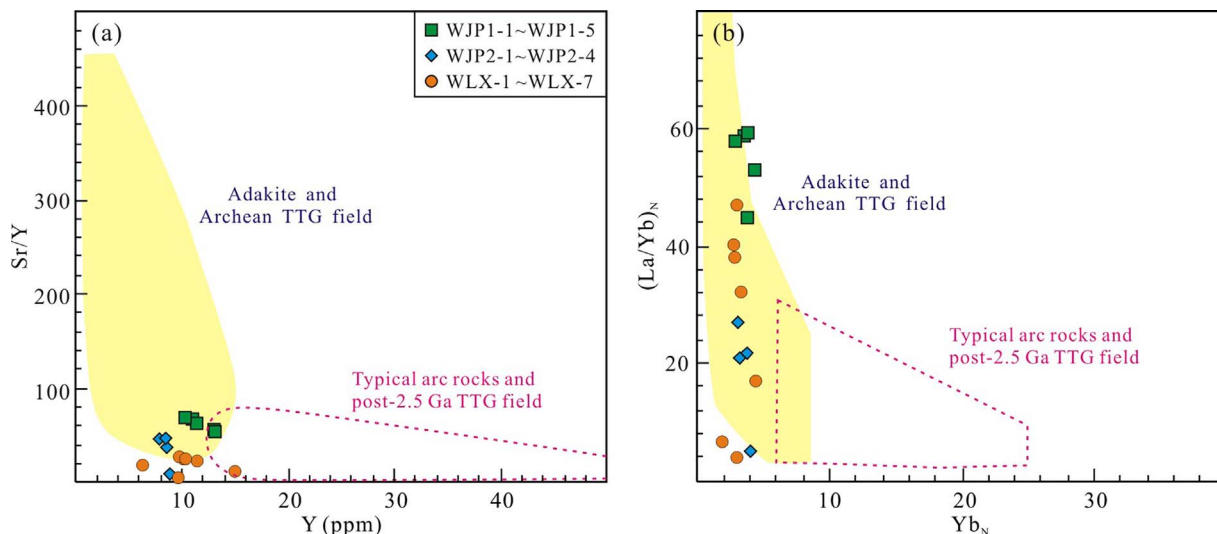 (a)
WJP1-1~WJP1-5
WJP2-1~WJP2-4
WLX-1~WLX-7
400
300
200
100
Sr/Y
Adakite and
Archean TTG field
Typical arc rocks and
post-2.5 Ga TTG field
10
20
30
40
Y (ppm)
(b)
60
40
20
(La/Yb)N
Adakite and
Archean TTG field
Typical arc rocks and
post-2.5 Ga TTG field
10
20
30
YbN